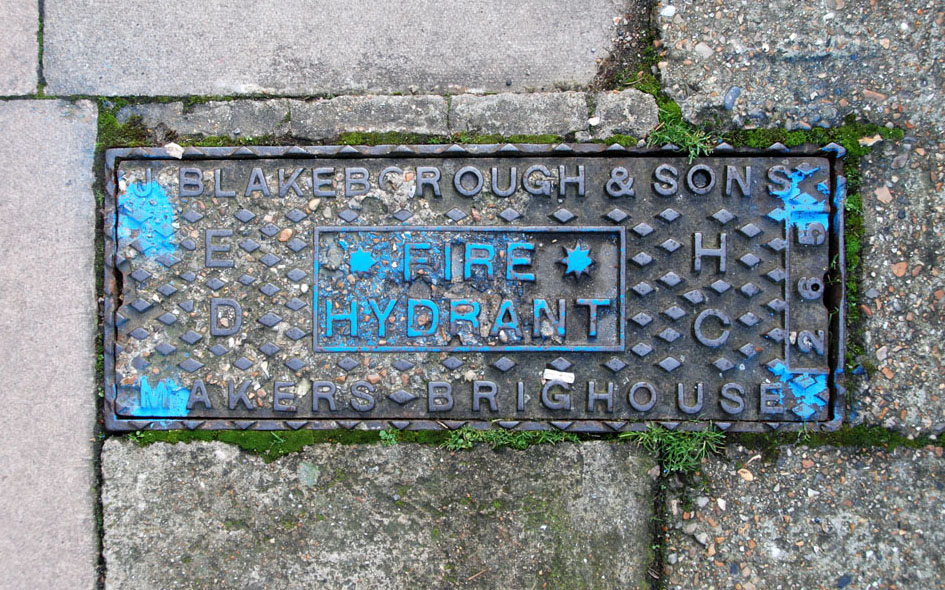 J. BLAKEBOROUGH & SONS
E
D
FIRE
HYDRANT
H
C
265
MAKERS-BRIGHOUSE